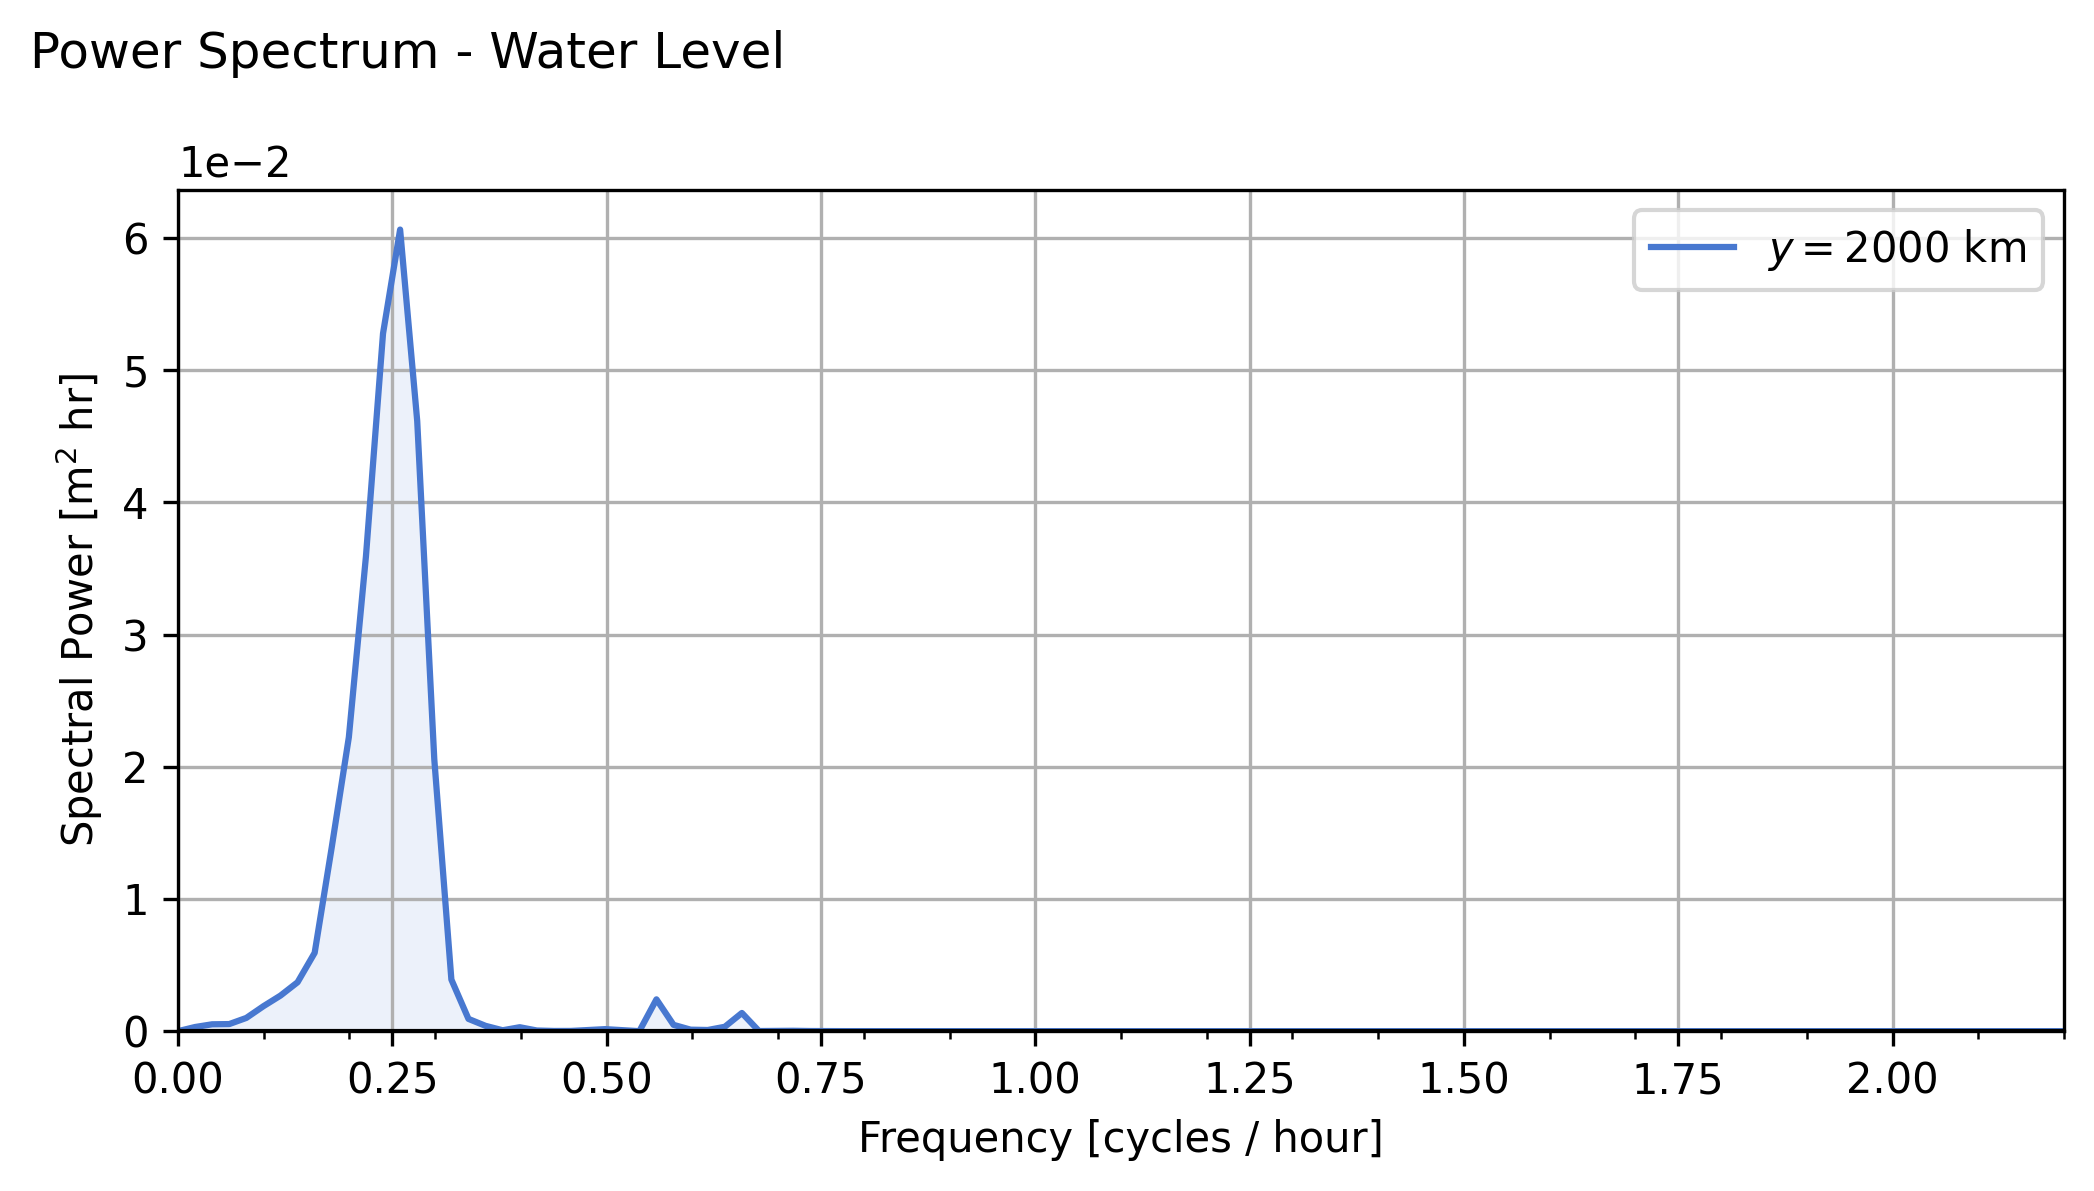 Power Spectrum - Water Level
1e−2
6
5
4
3
2
1
0
Spectral Power [m² hr]
y = 2000 km
0.00 0.25 0.50 0.75 1.00 1.25 1.50 1.75 2.00
Frequency [cycles / hour]